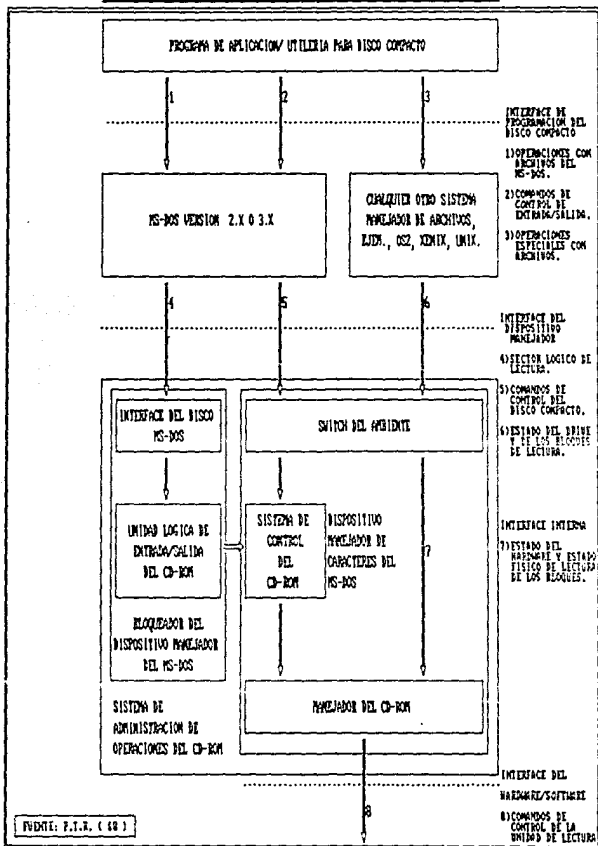 PROGRAMA DE APLICACION/ UTILERIA PARA DISCO COMPACTO
1
2
3
INTERFACE DE
PROGRAMACION DEL
DISCO COMPACTO
1)OPERACIONES CON
ARCHIVOS DEL
MS-DOS.
2)COMANDOS DE
CONTROL DE
ENTRADA/SALIDA.
3)OPERACIONES
ESPECIALES CON
ARCHIVOS.
MS-DOS VERSION 2.X O 3.X
CUALQUIER OTRO SISTEMA
MANEJADOR DE ARCHIVOS,
EJEM., OS2, XENIX, UNIX.
4
5
6
INTERFACE DEL
DISPOSITIVO
MANEJADOR
4)SECTOR LOGICO DE
LECTURA.
5)COMANDOS DE
CONTROL DEL
DISCO COMPACTO.
6)ESTADO DEL DRIVE
Y DE LOS BLOQUES
DE LECTURA.
INTERFACE DEL DISCO
MS-DOS
SWITCH DEL AMBIENTE
UNIDAD LOGICA DE
ENTRADA/SALIDA
DEL CD-ROM
SISTEMA DE
CONTROL
DEL
CD-ROM
DISPOSITIVO
MANEJADOR DE
CARACTERES DEL
MS-DOS
7
INTERFACE INTERNA
7)ESTADO DEL
HARDWARE Y ESTADO
FISICO DE LECTURA
DE LOS BLOQUES.
BLOQUEADOR DEL
DISPOSITIVO MANEJADOR
DEL MS-DOS
SISTEMA DE
ADMINISTRACION DE
OPERACIONES DEL CD-ROM
MANEJADOR DEL CD-ROM
INTERFACE DEL
HARDWARE/SOFTWARE
8
8)COMANDOS DE
CONTROL DE LA
UNIDAD DE LECTURA
FUENTE: P.I.R. ( 68 )